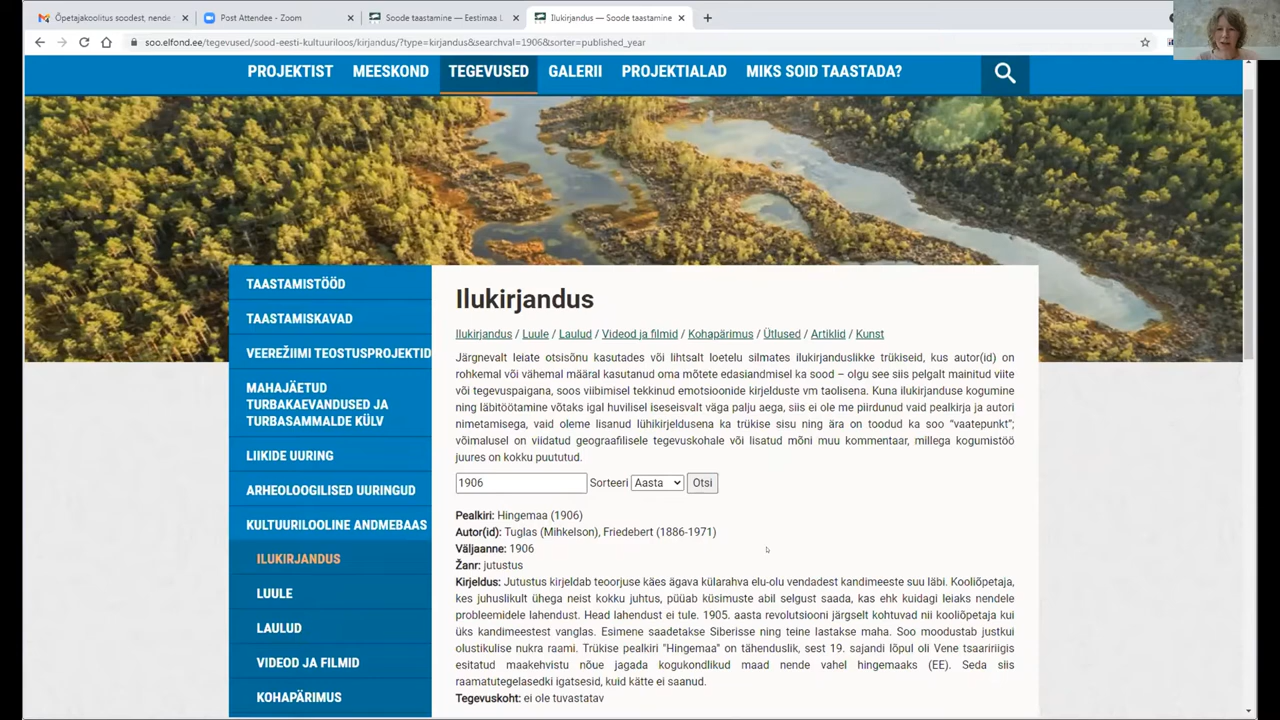 Õpetajakoolitus soodest, nende
Post Attendee - Zoom
Soode taastamine — Eestimaa l
Ilukirjandus — Soode taastamine
soo.elfond.ee/tegevused/sood-eesti-kultuuriloos/kirjandus/?type=kirjandus&searchval=1906&sorter=published_year
PROJEKTIST MEESKOND TEGEVUSED GALERII PROJEKTIALAD MIKS SOID TAASTADA?
TAASTAMISTÖÖD
TAASTAMISKAVAD
VEEREŽIIMI TEOSTUSPROJEKTID
MAHAJÄETUD
TURBAKAEVANDUSED JA
TURBASAMMALDE KÜLV
LIIKIDE UURING
ARHEOLOOGILISED UURINGUD
KULTUURILOOLINE ANDMEBAAS
ILUKIRJANDUS
LUULE
LAULUD
VIDEOD JA FILMID
KOHAPÄRIMUS
Ilukirjandus
Ilukirjandus / Luule / Laulud / Videod ja filmid / Kohapärimus / Ütlused / Artiklid / Kunst
Järgnevalt leiate otsisõnu kasutades või lihtsalt loetelu silmates ilukirjanduslikke trükiseid, kus autor(id) on
rohkemal või vähemal määral kasutanud oma mõtete edasiandmisel ka sood – olgu see siis pelgalt mainitud viite
või tegevuspaigana, soos viibimisel tekkinud emotsioonide kirjelduste vm taolisena. Kuna ilukirjanduse kogumine
ning läbitöötamine võtaks igal huvilisel iseseisvalt väga palju aega, siis ei ole me piirdunud vaid pealkirja ja autori
nimetamisega, vaid oleme lisanud lühikirjeldusena ka trükise sisu ning ära on toodud ka soo “vaatepunkt”;
võimalusel on viidatud geograafilisele tegevuskohale või lisatud mõni muu kommentaar, millega kogumistöö
juures on kokku puututud.
1906 Sorteeri Aasta Otsi
Pealkiri: Hingemaa (1906)
Autor(id): Tuglas (Mihkelson), Friedebert (1886-1971)
Väljaanne: 1906
Žanr: jutustus
Kirjeldus: Jutustus kirjeldab teoorjuse käes ägava külarahva elu-olu vendadest kandimeeste suu läbi. Kooliõpetaja,
kes juhuslikult ühega neist kokku juhtus, püüab küsimuste abil selgust saada, kas ehk kuidagi leiaks nendele
probleemidele lahendust. Head lahendust ei tule. 1905. aasta revolutsiooni järgselt kohtuvad nii kooliõpetaja kui
üks kandimeestest vanglas. Esimene saadetakse Siberisse ning teine lastakse maha. Soo moodustab justkui
olustikulise nukra raami. Trükise pealkiri "Hingemaa" on tähenduslik, sest 19. sajandi lõpul oli Vene tsaaririigis
esitatud maakehvistu nõue jagada kogukondlikud maad nende vahel hingemaaks (EE). Seda siis
raamatutegelasedki igatsesid, kuid kätte ei saanud.
Tegevuskoht: ei ole tuvastatav